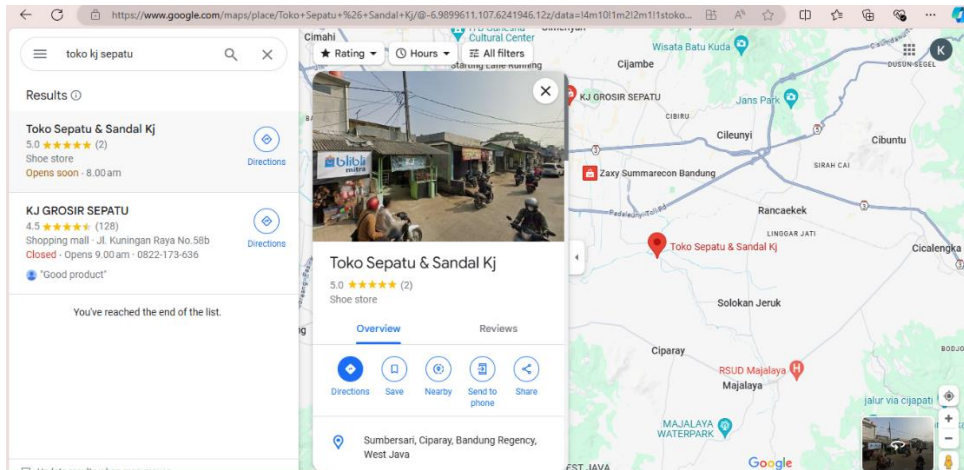 https://www.google.com/maps/place/Toko+Sepatu+%26+Sandal+Kj/@-6.9899611,107.6241946,12z/data=!4m10!1m2!2m1!1stoko...
toko kj sepatu
Results
Toko Sepatu & Sandal Kj
5.0 ★★★★★ (2)
Shoe store
Opens soon · 8.00 am
Directions
KJ GROSIR SEPATU
4.5 (128)
Shopping mall · Jl. Kuningan Raya No.58b
Closed · Opens 9.00 am · 0822-173-636
"Good product"
Directions
You've reached the end of the list.
Rating
Hours
All filters
blibli
mitra
Toko Sepatu & Sandal Kj
5.0 ★★★★★ (2)
Shoe store
Overview
Reviews
Directions
Save
Nearby
Send to
phone
Share
Sumbersari, Ciparay, Bandung Regency,
West Java
Cimahi
Cultural Center
Wisata Batu Kuda
K
DUSUN SEGEL
Cijambe
KJ GROSIR SEPATU
Jans Park
CIBIRU
Cileunyi
Cibuntu
SIRAH CAI
Zaxy Summarecon Bandung
Rancaekek
LINGGAR JATI
Toko Sepatu & Sandal Kj
Cicalengka
Solokan Jeruk
Ciparay
RSUD Majalaya
Majalaya
jalur via cijapati
MAJALAYA
WATERPARK
Google